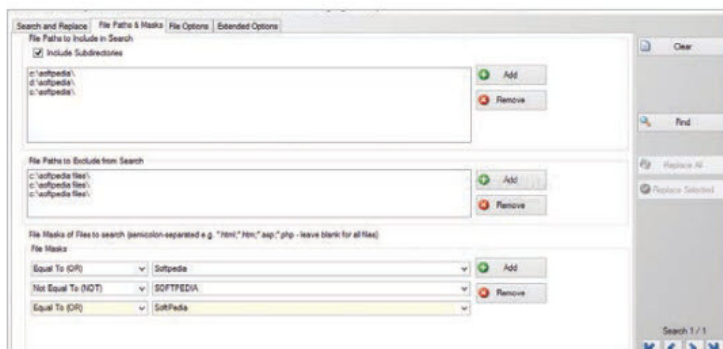 Search and Replace File Paths & Masks File Options Extended Options
File Paths to Include in Search
Include Subdirectories
c:\softpedia\
d:\softpedia\
c:\softpedia\
Add
Remove
File Paths to Exclude from Search
c:\softpedia files\
c:\softpedia files\
c:\softpedia files\
Add
Remove
File Masks of Files to search (semicolon-separated e.g. *.html;*.htm;*.asp;*.php - leave blank for all files)
File Masks
Equal To (OR) Softpedia Add
Not Equal To (NOT) SOFTPEDIA Remove
Equal To (OR) SoftPedia
Clear
Find
Replace All
Replace Selected
Search 1 / 1